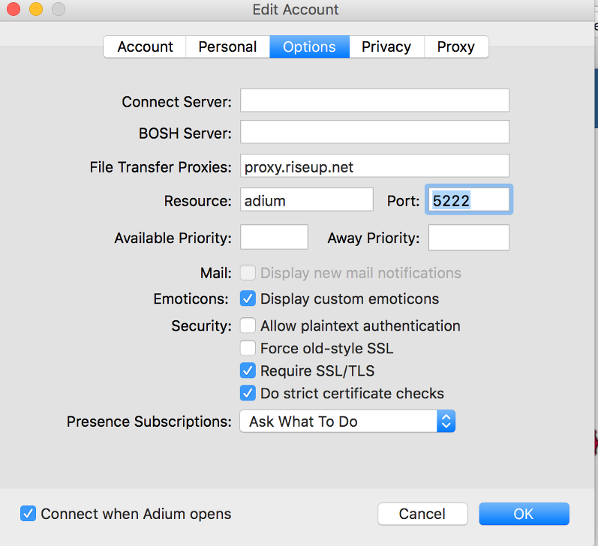 Edit Account
Account Personal Options Privacy Proxy
Connect Server:
BOSH Server:
File Transfer Proxies: proxy.riseup.net
Resource: adium Port: 5222
Available Priority: Away Priority:
Mail: Display new mail notifications
Emoticons: Display custom emoticons
Security: Allow plaintext authentication
Force old-style SSL
Require SSL/TLS
Do strict certificate checks
Presence Subscriptions: Ask What To Do
Connect when Adium opens Cancel OK